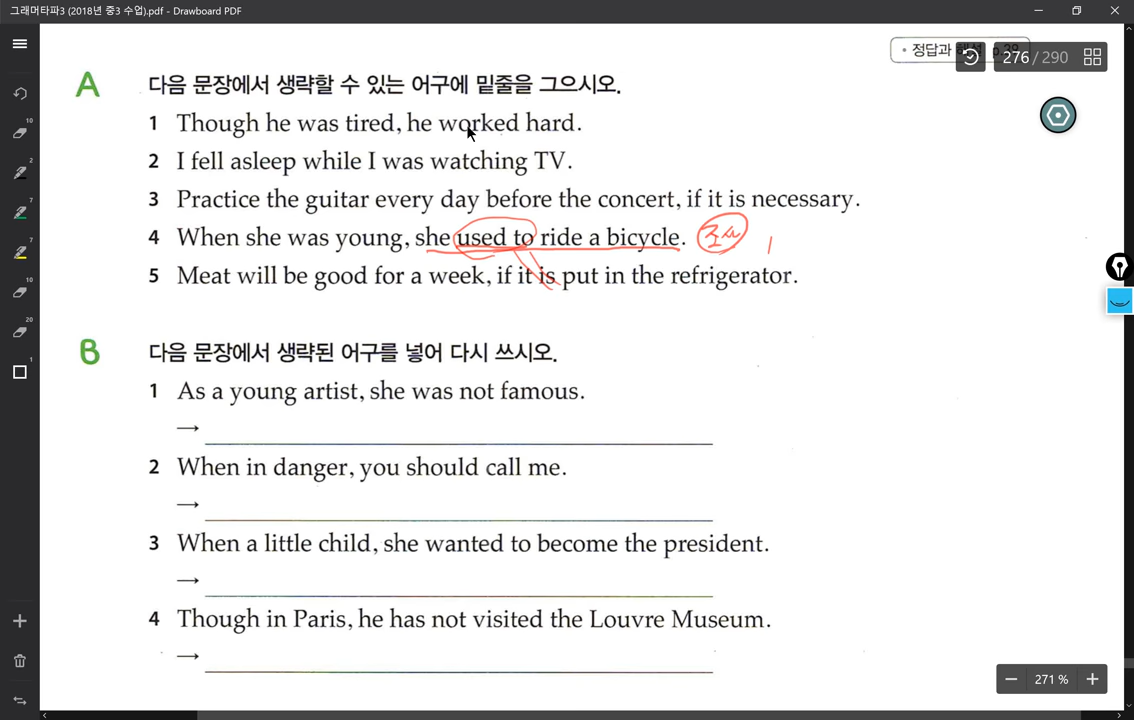 그래머타파3 (2018년 중3 수업).pdf - Drawboard PDF
• 정답과 p.39
276 / 290
A 다음 문장에서 생략할 수 있는 어구에 밑줄을 그으시오.
1 Though he was tired, he worked hard.
2 I fell asleep while I was watching TV.
3 Practice the guitar every day before the concert, if it is necessary.
4 When she was young, she used to ride a bicycle.
5 Meat will be good for a week, if it is put in the refrigerator.
B 다음 문장에서 생략된 어구를 넣어 다시 쓰시오.
1 As a young artist, she was not famous.
→
2 When in danger, you should call me.
→
3 When a little child, she wanted to become the president.
→
4 Though in Paris, he has not visited the Louvre Museum.
→
10
2
7
7
10
20
1
271 %